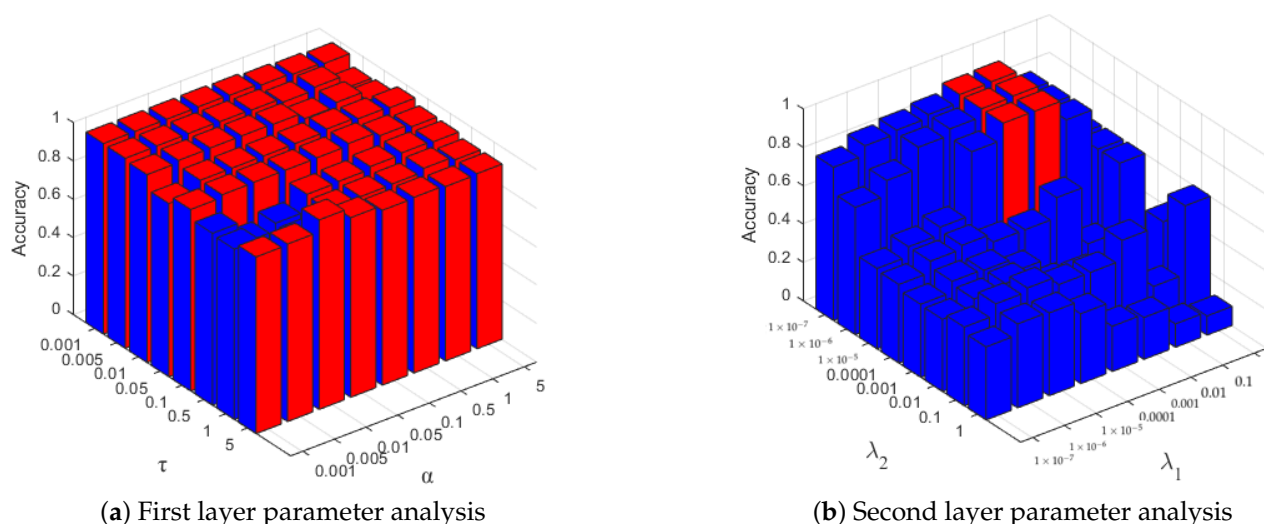 1
0.8
0.6
0.4
0.2
0
Accuracy
0.001
0.005
0.01
0.05
0.1
0.5
1
5
τ
0.001
0.005
0.01
0.05
0.1
0.5
1
5
α
(a) First layer parameter analysis
1
0.8
0.6
0.4
0.2
0
Accuracy
1 × 10⁻⁷
1 × 10⁻⁶
1 × 10⁻⁵
0.0001
0.001
0.01
0.1
1
λ₂
1 × 10⁻⁷
1 × 10⁻⁶
1 × 10⁻⁵
0.0001
0.001
0.01
0.1
λ₁
(b) Second layer parameter analysis